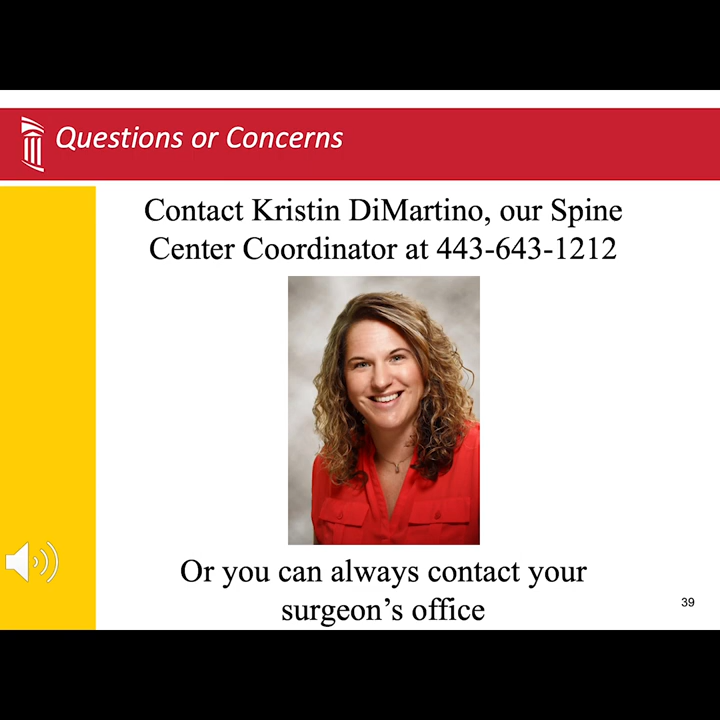 Questions or Concerns
Contact Kristin DiMartino, our Spine
Center Coordinator at 443-643-1212
Or you can always contact your
surgeon’s office
39